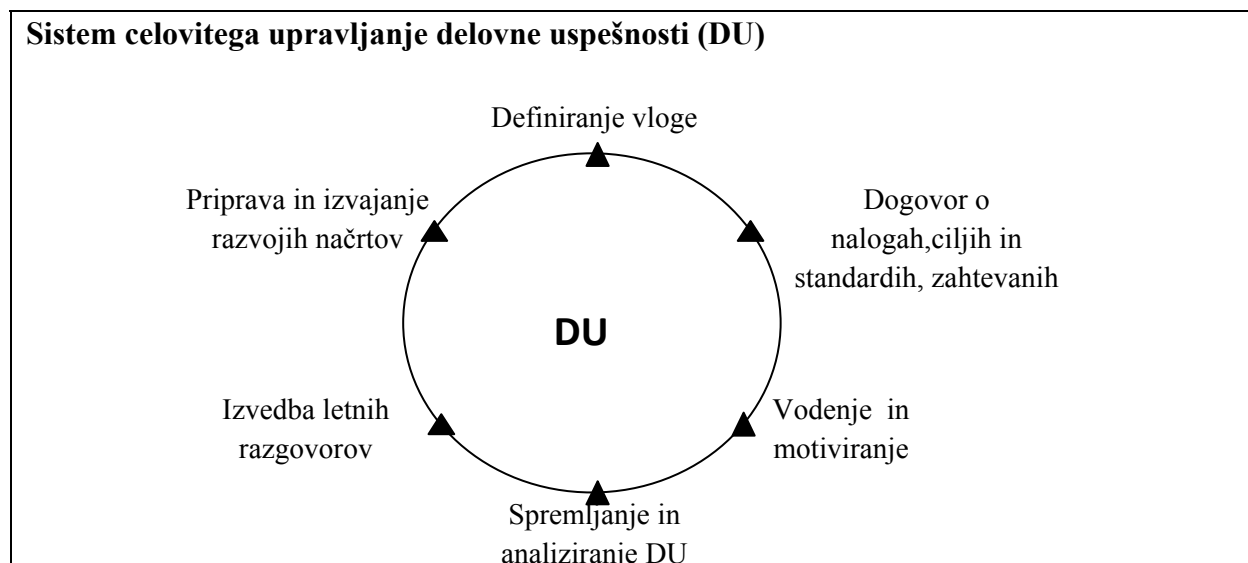 Sistem celovitega upravljanje delovne uspešnosti (DU)
Definiranje vloge
Priprava in izvajanje
razvojih načrtov
Dogovor o
nalogah,ciljih in
standardih, zahtevanih
DU
Izvedba letnih
razgovorov
Vodenje in
motiviranje
Spremljanje in
analiziranje DU